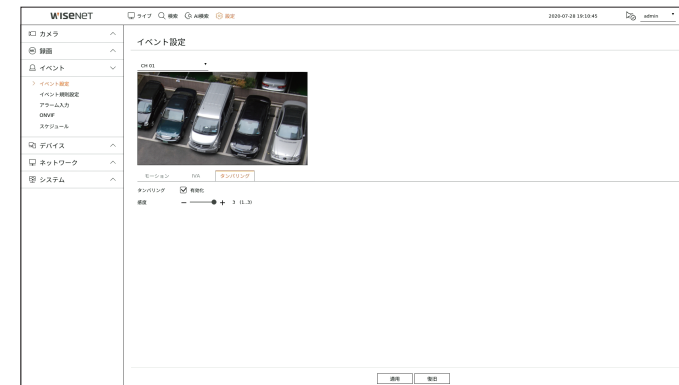 WISENET
ライブ 検索 AI検索 設定 2020-07-28 19:10:45 admin
カメラ
録画
イベント
イベント設定
イベント規則設定
アラーム入力
ONVIF
スケジュール
デバイス
ネットワーク
システム
イベント設定
CH 01
モーション N/A タンパリング
タンパリング 有効化
感度 3 (1..3)
適用 復旧